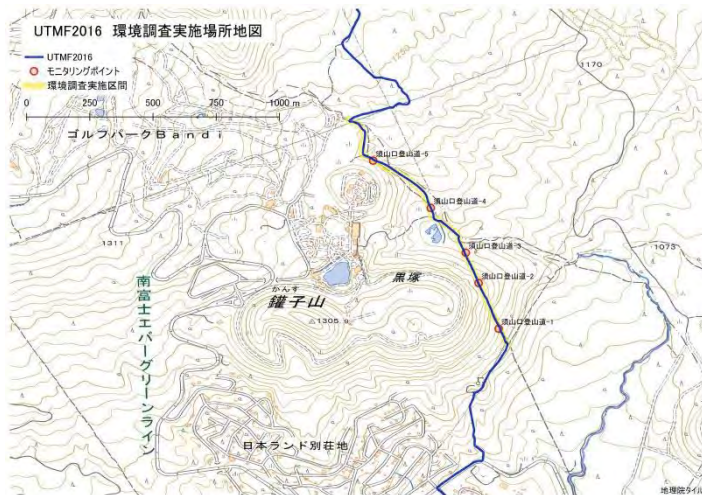 UTMF2016 環境調査実施場所地図
UTMF2016
モニタリングポイント
環境調査実施区間
0 250 500 750 1000 m
ゴルフパークBandi
1250
1170
須山口登山道-5
須山口登山道-4
1311
須山口登山道-3
1073
黒塚
須山口登山道-2
かんす
鑵子山
1305
須山口登山道-1
南富士エバーグリーンライン
日本ランド別荘地
地理院タイル